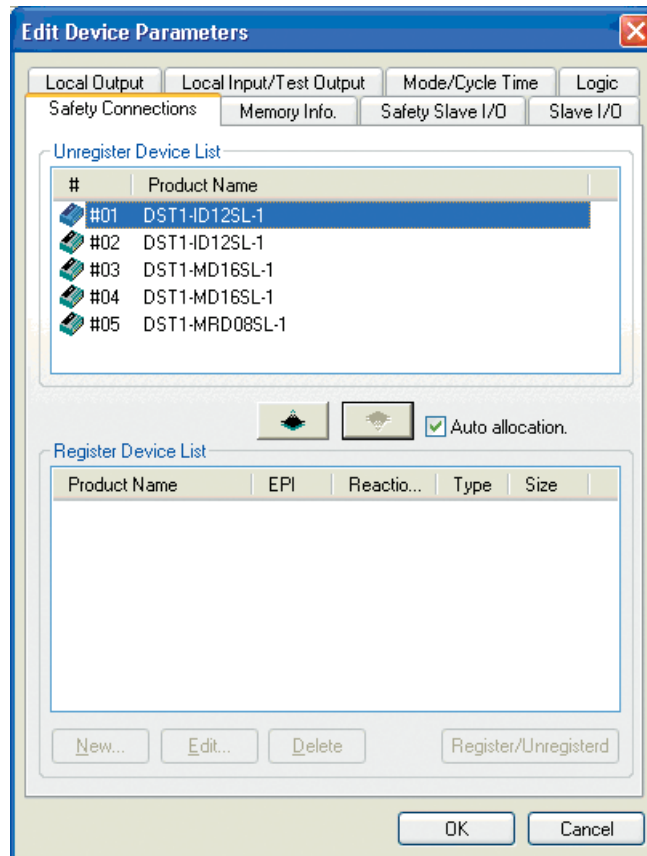 Edit Device Parameters
Local Output Local Input/Test Output Mode/Cycle Time Logic
Safety Connections Memory Info. Safety Slave I/O Slave I/O
Unregister Device List
# Product Name
#01 DST1-ID12SL-1
#02 DST1-ID12SL-1
#03 DST1-MD16SL-1
#04 DST1-MD16SL-1
#05 DST1-MRD08SL-1
Auto allocation.
Register Device List
Product Name EPI Reactio... Type Size
New... Edit... Delete Register/Unregisterd
OK Cancel